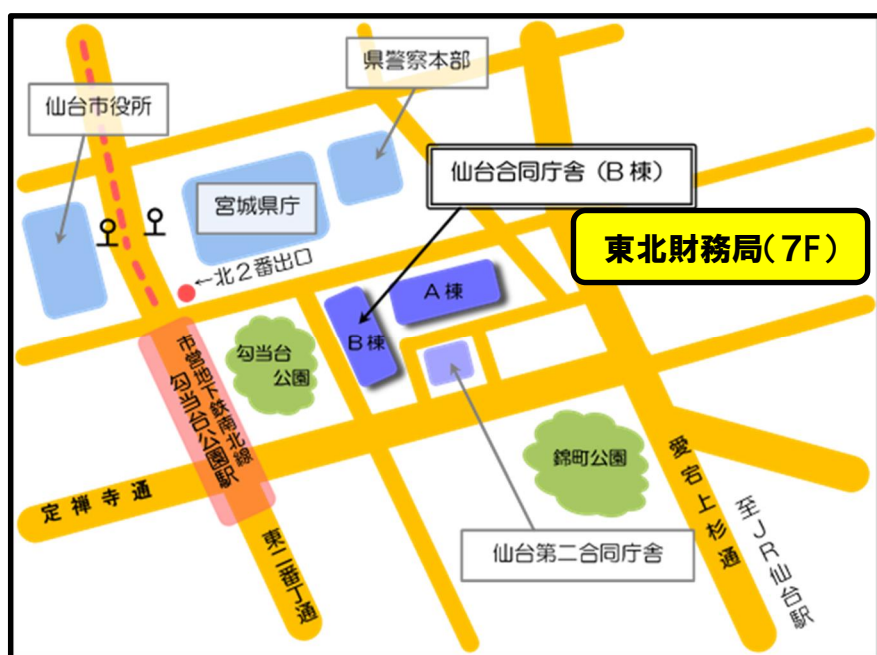 県警察本部
仙台市役所
仙台合同庁舎（B棟）
宮城県庁
東北財務局（7F）
←北２番出口
A棟
B棟
勾当台
公園
市営地下鉄南北線
勾当台公園駅
錦町公園
愛宕上杉通
定禅寺通
至JR仙台駅
仙台第二合同庁舎
東二番丁通